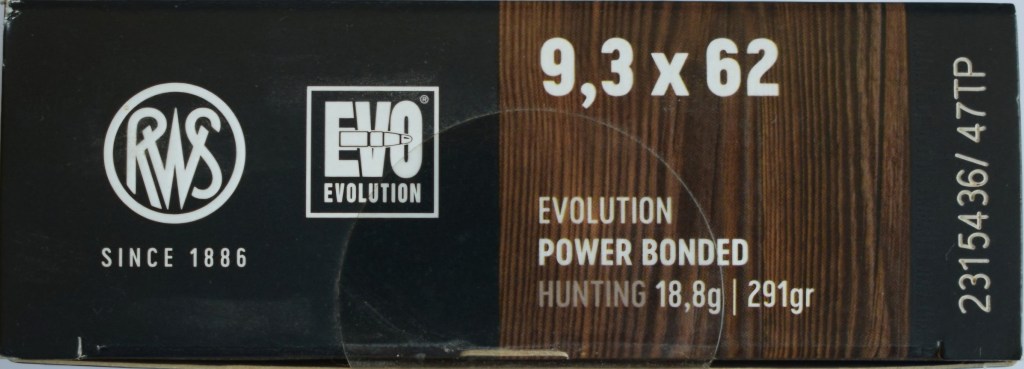 RWS
SINCE 1886
EVO®
EVOLUTION
9,3 x 62
EVOLUTION
POWER BONDED
HUNTING 18,8g | 291gr
2315436/ 47TP